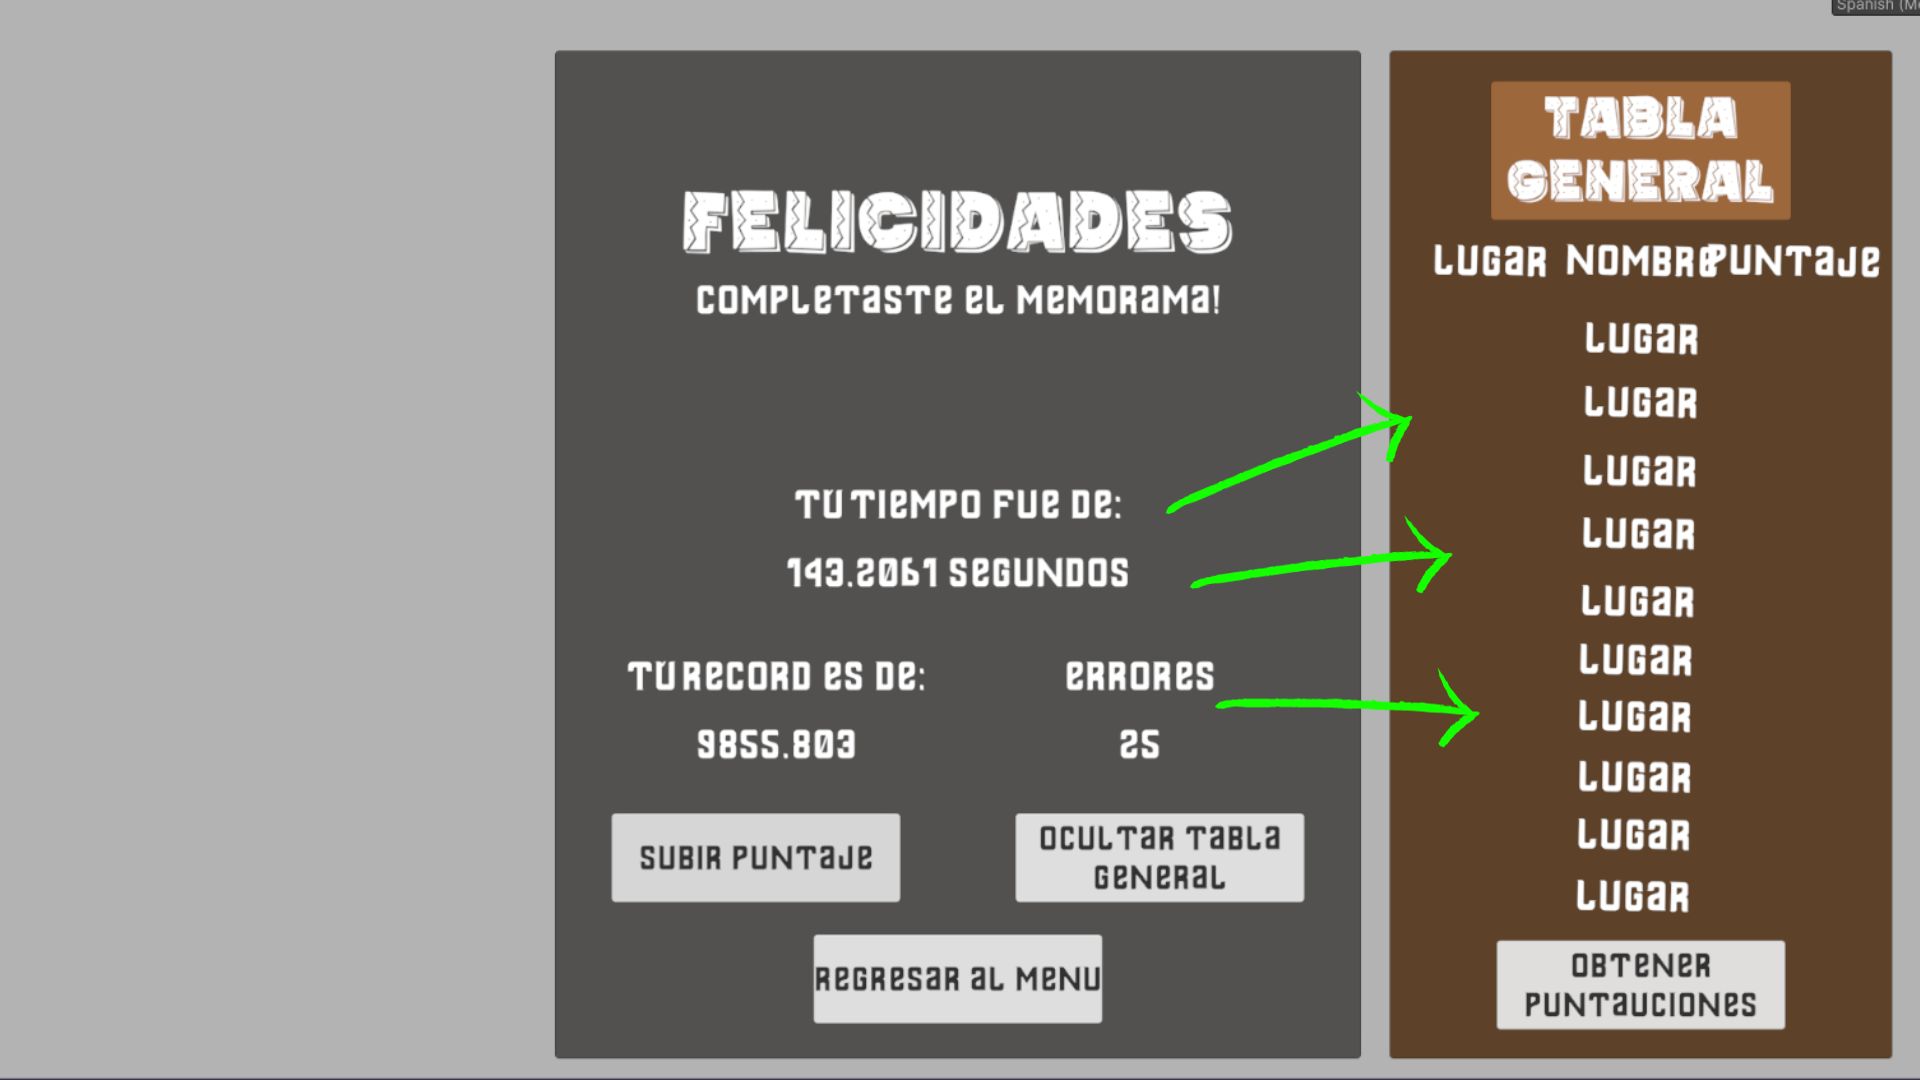 Spanish (Me
FELICIDADES
COMPLETASTE EL MEMORAMA!
TU TIEMPO FUE DE:
143.2061 SEGUNDOS
TU RECORD ES DE:
9855.803
ERRORES
25
SUBIR PUNTAJE
OCULTAR TABLA
GENERAL
REGRESAR AL MENU
TABLA
GENERAL
LUGAR NOMBRE PUNTAJE
LUGAR
LUGAR
LUGAR
LUGAR
LUGAR
LUGAR
LUGAR
LUGAR
LUGAR
LUGAR
OBTENER
PUNTAUCIONES